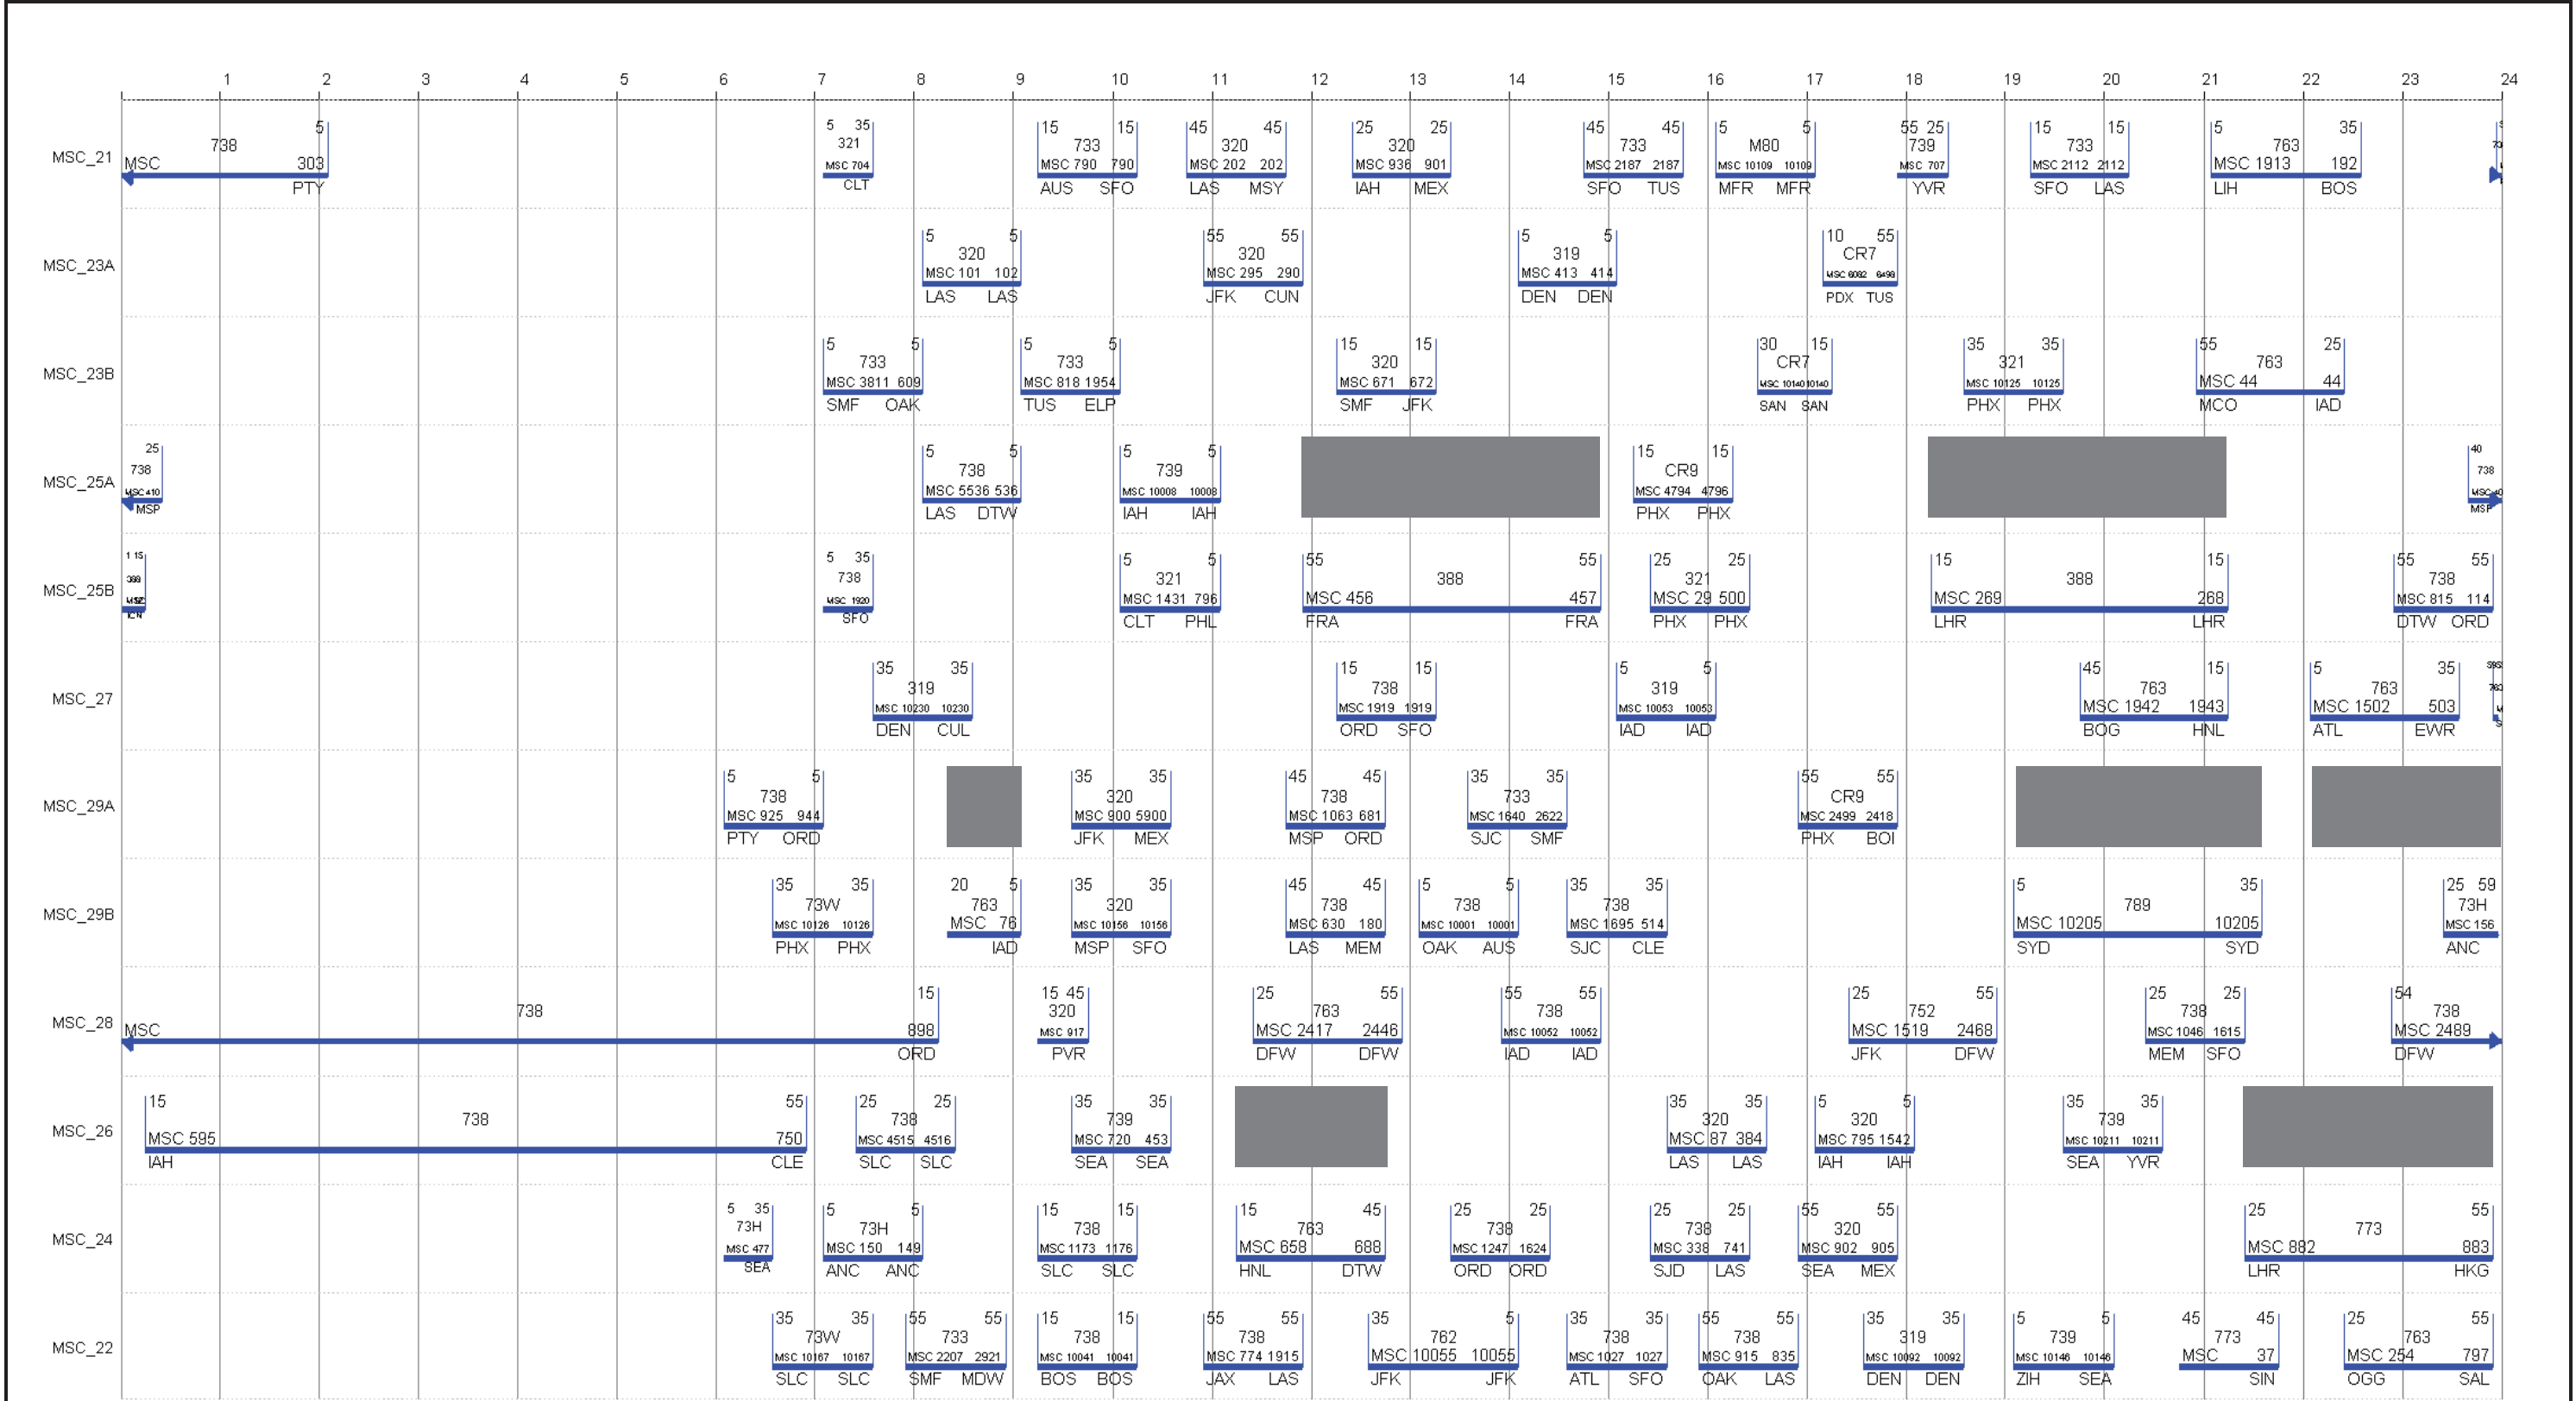 1 2 3 4 5 6 7 8 9 10 11 12 13 14 15 16 17 18 19 20 21 22 23 24
MSC_21
5 5 35 15 15 45 45 25 25 45 45 5 5 55 25 15 15 5 35
738 321 733 320 320 733 M80 739 733 763
MSC 303 MSC 704 MSC 790 790 MSC 202 202 MSC 936 901 MSC 2187 2187 MSC 10109 10109 MSC 707 MSC 2112 2112 MSC 1913 192
PTY CLT AUS SFO LAS MSY IAH MEX SFO TUS MFR MFR YVR SFO LAS LIH BOS
MSC_23A
5 5 55 55 5 5 10 55
320 320 319 CR7
MSC 101 102 MSC 295 290 MSC 413 414 MSC 6082 6498
LAS LAS JFK CUN DEN DEN PDX TUS
MSC_23B
5 5 5 5 15 15 30 15 35 35 55 25
733 733 320 CR7 321 763
MSC 3811 609 MSC 818 1954 MSC 671 672 MSC 10140 10140 MSC 10125 10125 MSC 44 44
SMF OAK TUS ELP SMF JFK SAN SAN PHX PHX MCO IAD
MSC_25A
25 5 5 5 5 15 15 40
738 738 739 CR9 738
MSC 410 MSC 5536 536 MSC 10008 10008 MSC 4794 4796
MSP LAS DTW IAH IAH PHX PHX MSP
MSC_25B
1 15 5 35 5 5 55 55 25 25 15 15 55 55
388 738 321 388 321 388 738
MSC 1920 MSC 1431 796 MSC 456 457 MSC 29 500 MSC 269 268 MSC 815 114
ICN SFO CLT PHL FRA FRA PHX PHX LHR LHR DTW ORD
MSC_27
35 35 15 15 5 5 45 15 5 35
319 738 319 763 763
MSC 10230 10230 MSC 1919 1919 MSC 10053 10053 MSC 1942 1943 MSC 1502 503
DEN CUL ORD SFO IAD IAD BOG HNL ATL EWR
MSC_29A
5 5 35 35 45 45 35 35 55 55
738 320 738 733 CR9
MSC 925 944 MSC 900 5900 MSC 1063 681 MSC 1640 2622 MSC 2499 2418
PTY ORD JFK MEX MSP ORD SJC SMF PHX BOI
MSC_29B
35 35 20 5 35 35 45 45 5 5 35 35 5 35 25 59
73W 763 320 738 738 738 789 73H
MSC 10126 10126 MSC 76 MSC 10156 10156 MSC 630 180 MSC 10001 10001 MSC 1695 514 MSC 10205 10205 MSC 156
PHX PHX IAD MSP SFO LAS MEM OAK AUS SJC CLE SYD SYD ANC
MSC_28
15 15 45 25 55 55 55 25 55 25 25 54
738 320 763 738 752 738 738
MSC 898 MSC 917 MSC 2417 2446 MSC 10052 10052 MSC 1519 2468 MSC 1046 1615 MSC 2489
ORD PVR DFW DFW IAD IAD JFK DFW MEM SFO DFW
MSC_26
15 55 25 25 35 35 35 35 5 5 35 35
738 738 739 320 320 739
MSC 595 750 MSC 4515 4516 MSC 720 453 MSC 87 384 MSC 795 1542 MSC 10211 10211
IAH CLE SLC SLC SEA SEA LAS LAS IAH IAH SEA YVR
MSC_24
5 35 5 5 15 15 15 45 25 25 25 25 55 55 25 55
73H 73H 738 763 738 738 320 773
MSC 477 MSC 150 149 MSC 1173 1176 MSC 658 688 MSC 1247 1624 MSC 338 741 MSC 902 905 MSC 882 883
SEA ANC ANC SLC SLC HNL DTW ORD ORD SJD LAS SEA MEX LHR HKG
MSC_22
35 35 55 55 15 15 55 55 35 5 35 35 55 55 35 35 5 5 45 45 25 55
73W 733 738 738 762 738 738 319 739 773 763
MSC 10167 10167 MSC 2207 2921 MSC 10041 10041 MSC 774 1915 MSC 10055 10055 MSC 1027 1027 MSC 915 835 MSC 10092 10092 MSC 10146 10146 MSC 37 MSC 254 797
SLC SLC SMF MDW BOS BOS JAX LAS JFK JFK ATL SFO OAK LAS DEN DEN ZIH SEA SIN OGG SAL